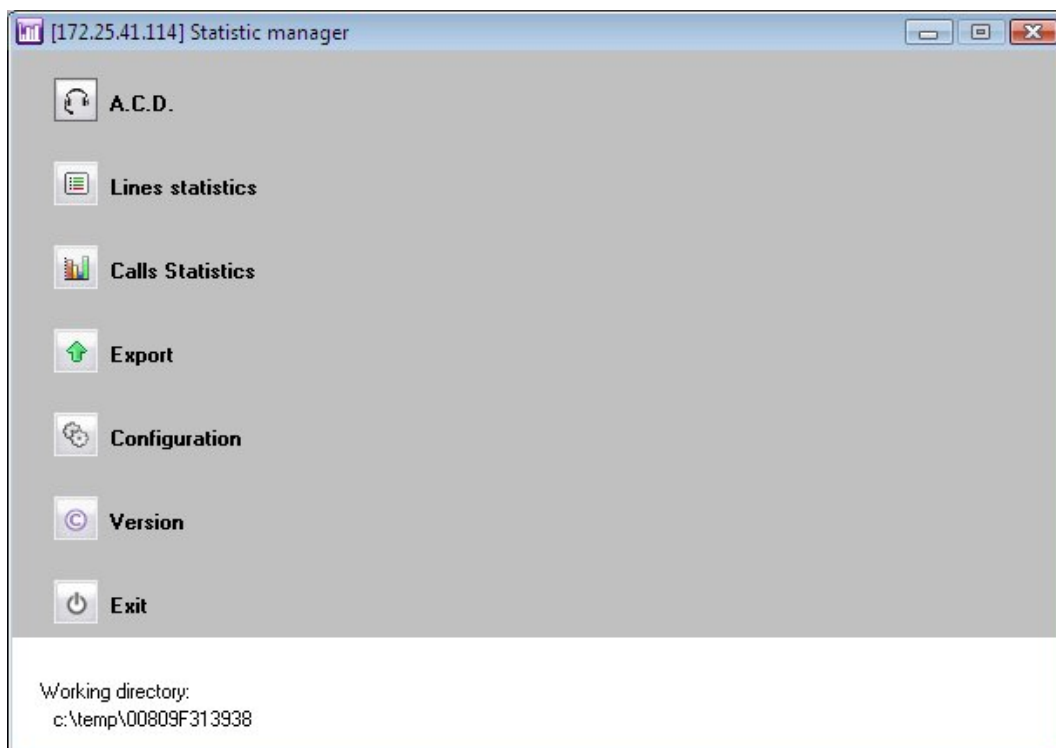 [172.25.41.114] Statistic manager
A.C.D.
Lines statistics
Calls Statistics
Export
Configuration
Version
Exit
Working directory:
c:\temp\00809F313938